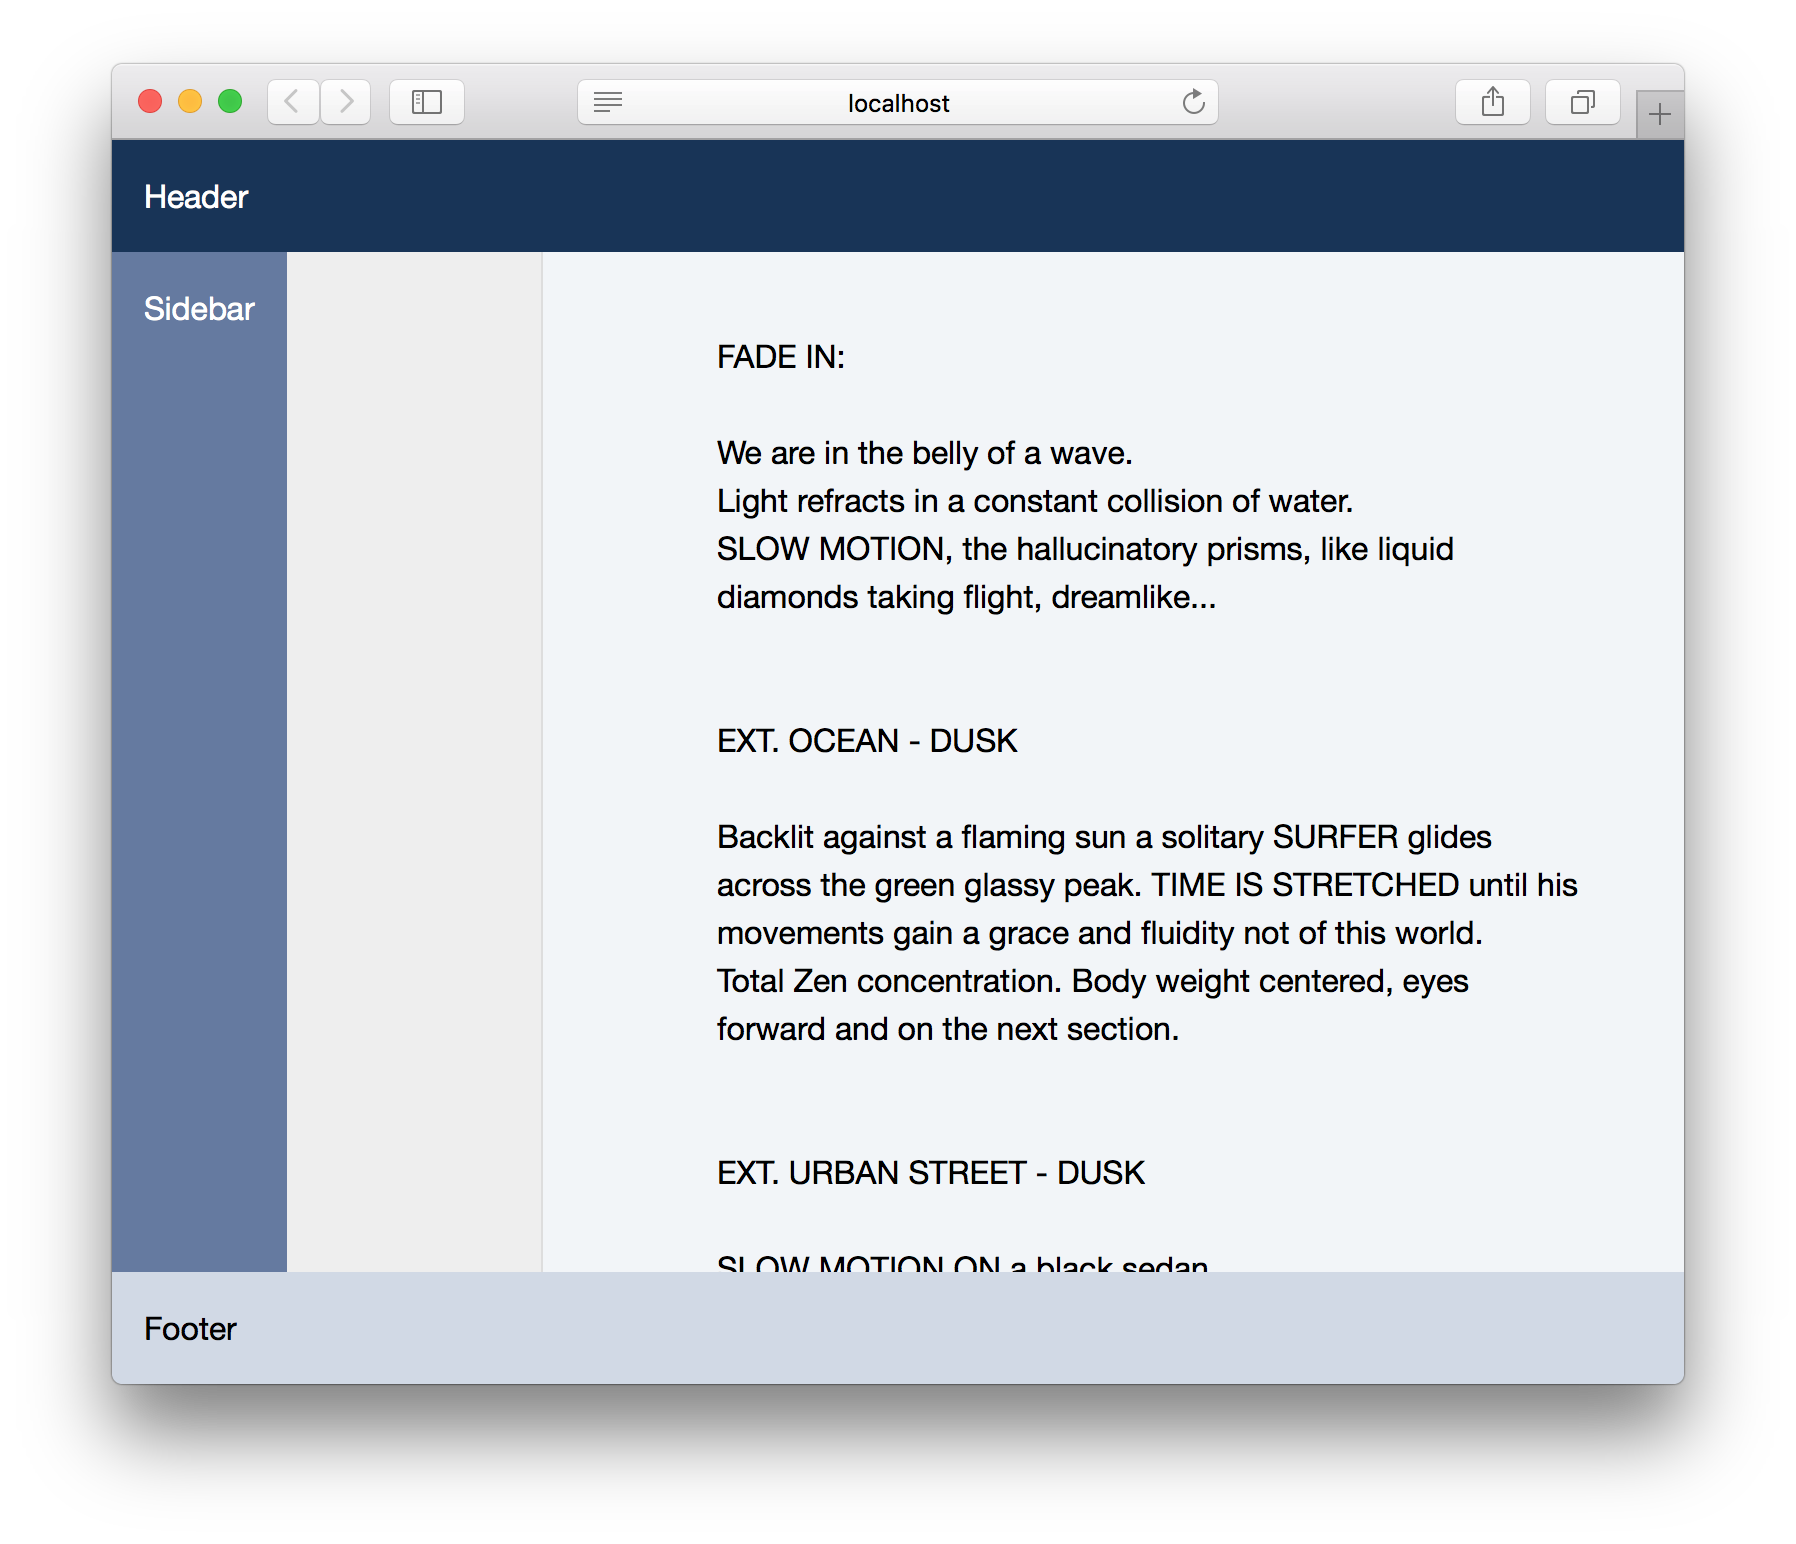 localhost
Header
Sidebar
FADE IN:
We are in the belly of a wave.
Light refracts in a constant collision of water.
SLOW MOTION, the hallucinatory prisms, like liquid
diamonds taking flight, dreamlike...
EXT. OCEAN - DUSK
Backlit against a flaming sun a solitary SURFER glides
across the green glassy peak. TIME IS STRETCHED until his
movements gain a grace and fluidity not of this world.
Total Zen concentration. Body weight centered, eyes
forward and on the next section.
EXT. URBAN STREET - DUSK
SLOW MOTION ON a black sedan
Footer